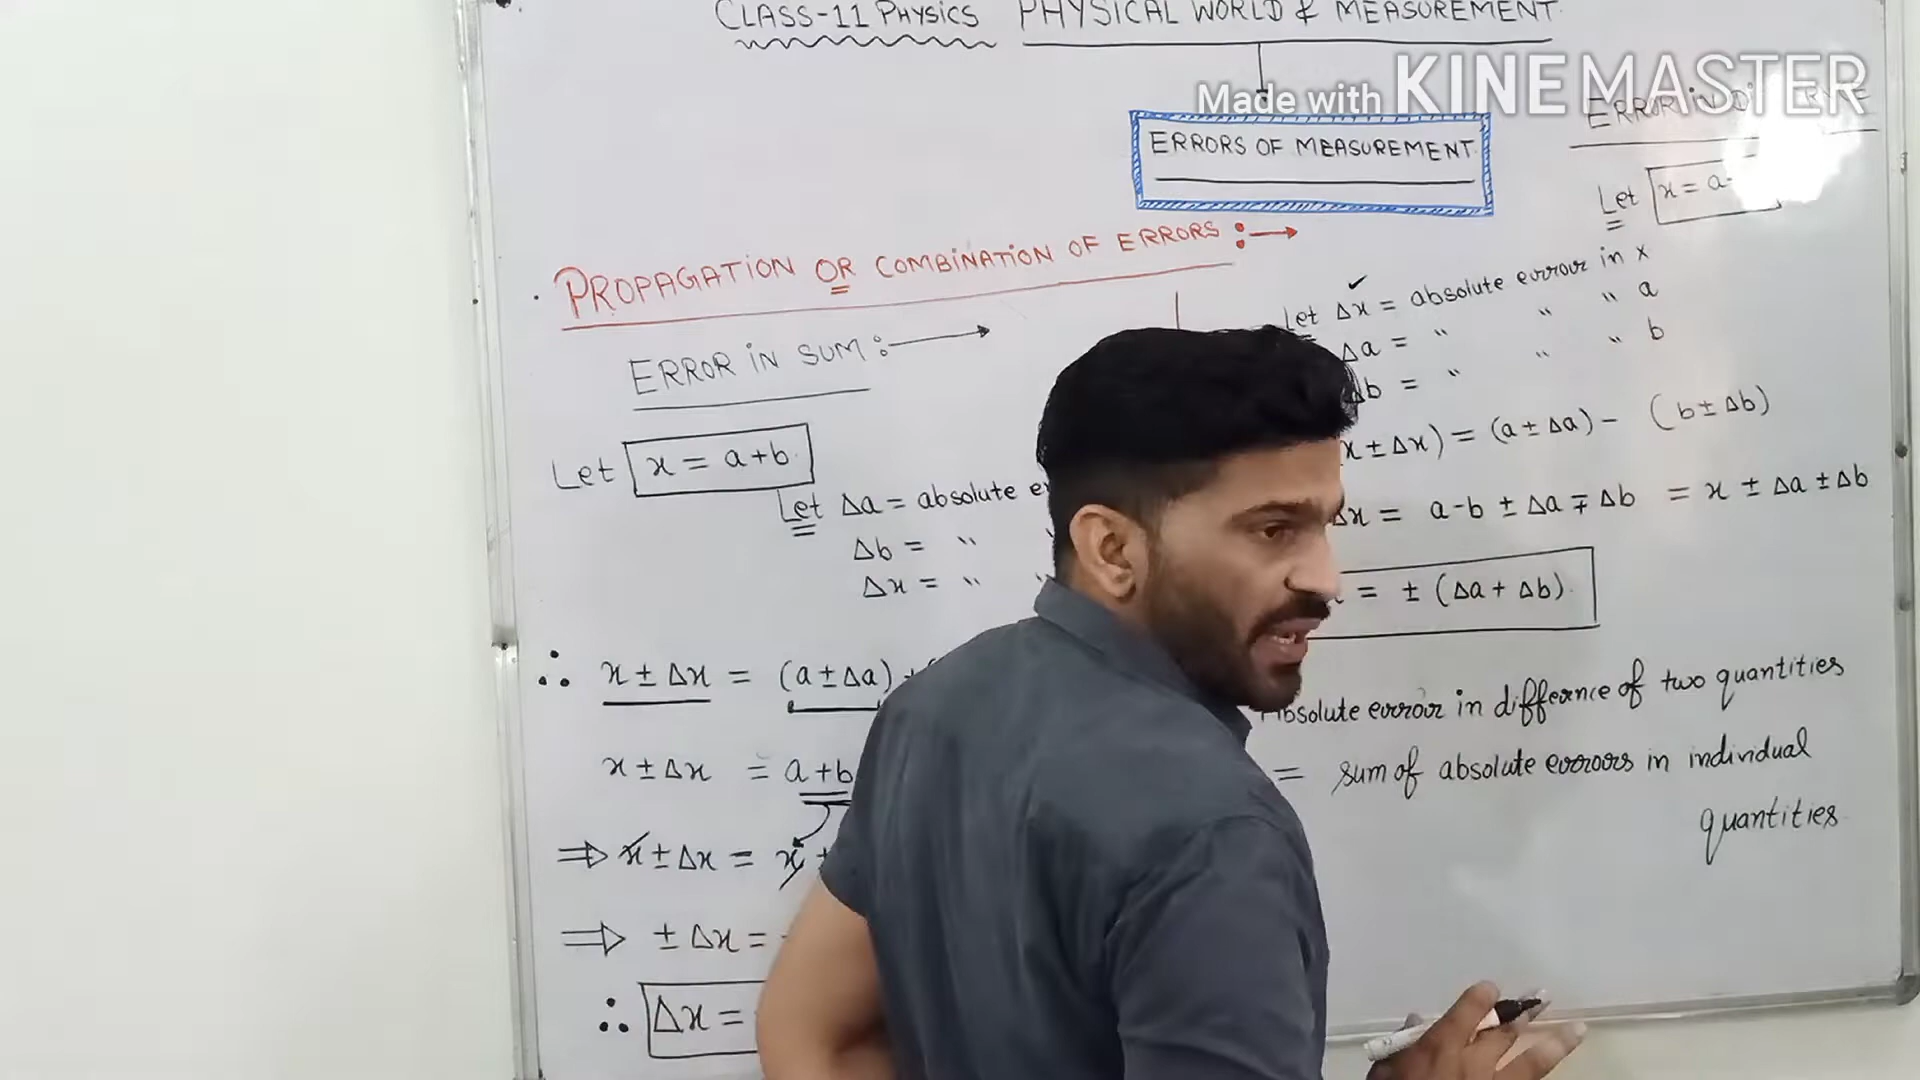 CLASS-11 PHYSICS PHYSICAL WORLD & MEASUREMENT
Made with KINEMASTER
ERRORS OF MEASUREMENT
PROPAGATION OR COMBINATION OF ERRORS :→
ERROR IN SUM :→
Let x = a+b
Let Δa = absolute
Δb = " "
Δx = " "
∴ x ± Δx = (a ± Δa)
x ± Δx = a+b
⇒ x ± Δx = x
⇒ ± Δx =
∴ Δx =
ERROR IN
Let x = a-
Let Δx = absolute error in x
Δa = " " " a
Δb = " " " b
x ± Δx) = (a ± Δa) - (b ± Δb)
Δx = a-b ± Δa ∓ Δb = x ± Δa ± Δb
= ± (Δa + Δb)
Absolute error in differnce of two quantities
= sum of absolute errors in individual
quantities